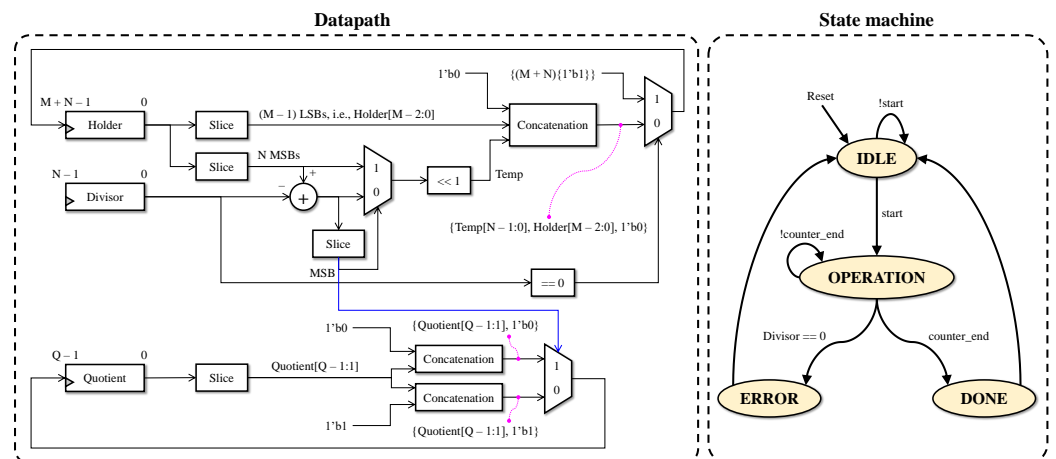 Datapath
State machine
1'b0
{(M + N){1'b1}}
M + N – 1
0
Holder
Slice
(M – 1) LSBs, i.e., Holder[M – 2:0]
Concatenation
1
0
Slice
N MSBs
+
–
+
1
0
<< 1
Temp
N – 1
0
Divisor
{Temp[N – 1:0], Holder[M – 2:0], 1'b0}
Slice
MSB
== 0
1'b0
{Quotient[Q – 1:1], 1'b0}
Q – 1
0
Quotient
Slice
Quotient[Q – 1:1]
Concatenation
Concatenation
1
0
1'b1
{Quotient[Q – 1:1], 1'b1}
Reset
!start
IDLE
start
!counter_end
OPERATION
Divisor == 0
counter_end
ERROR
DONE